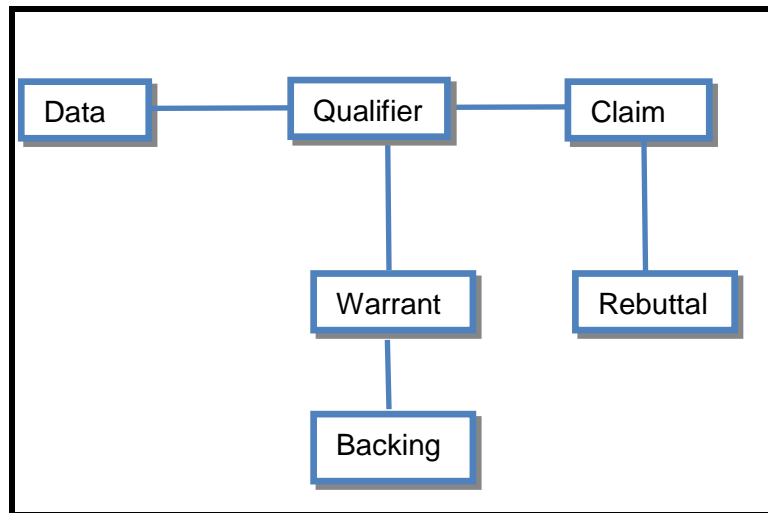 Data
Qualifier
Claim
Warrant
Rebuttal
Backing